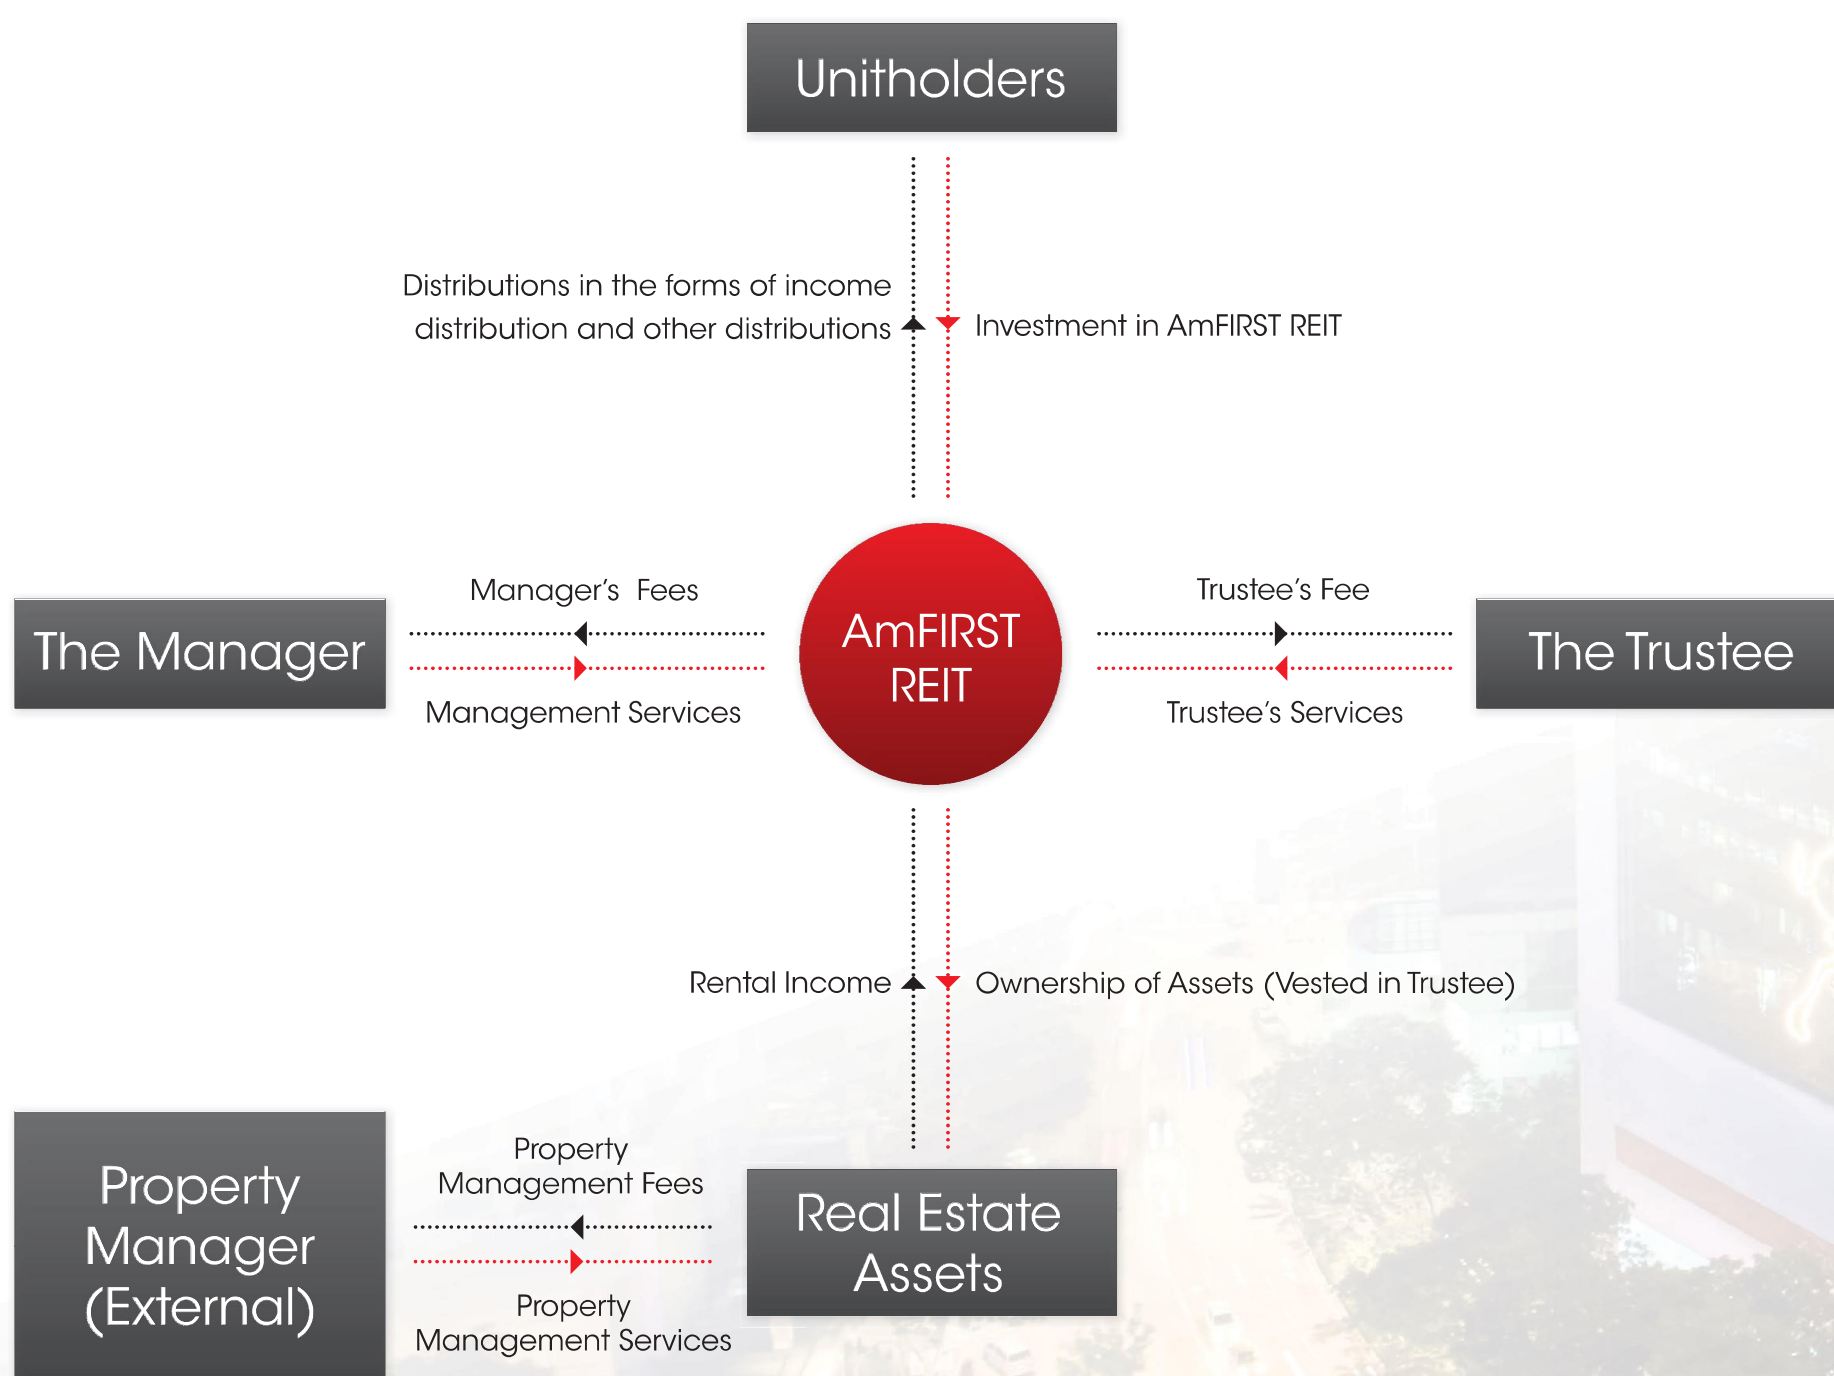 Unitholders
Distributions in the forms of income
distribution and other distributions
Investment in AmFIRST REIT
Manager's Fees
Trustee's Fee
The Manager
AmFIRST
REIT
The Trustee
Management Services
Trustee's Services
Rental Income
Ownership of Assets (Vested in Trustee)
Property
Management Fees
Property
Manager
(External)
Real Estate
Assets
Property
Management Services